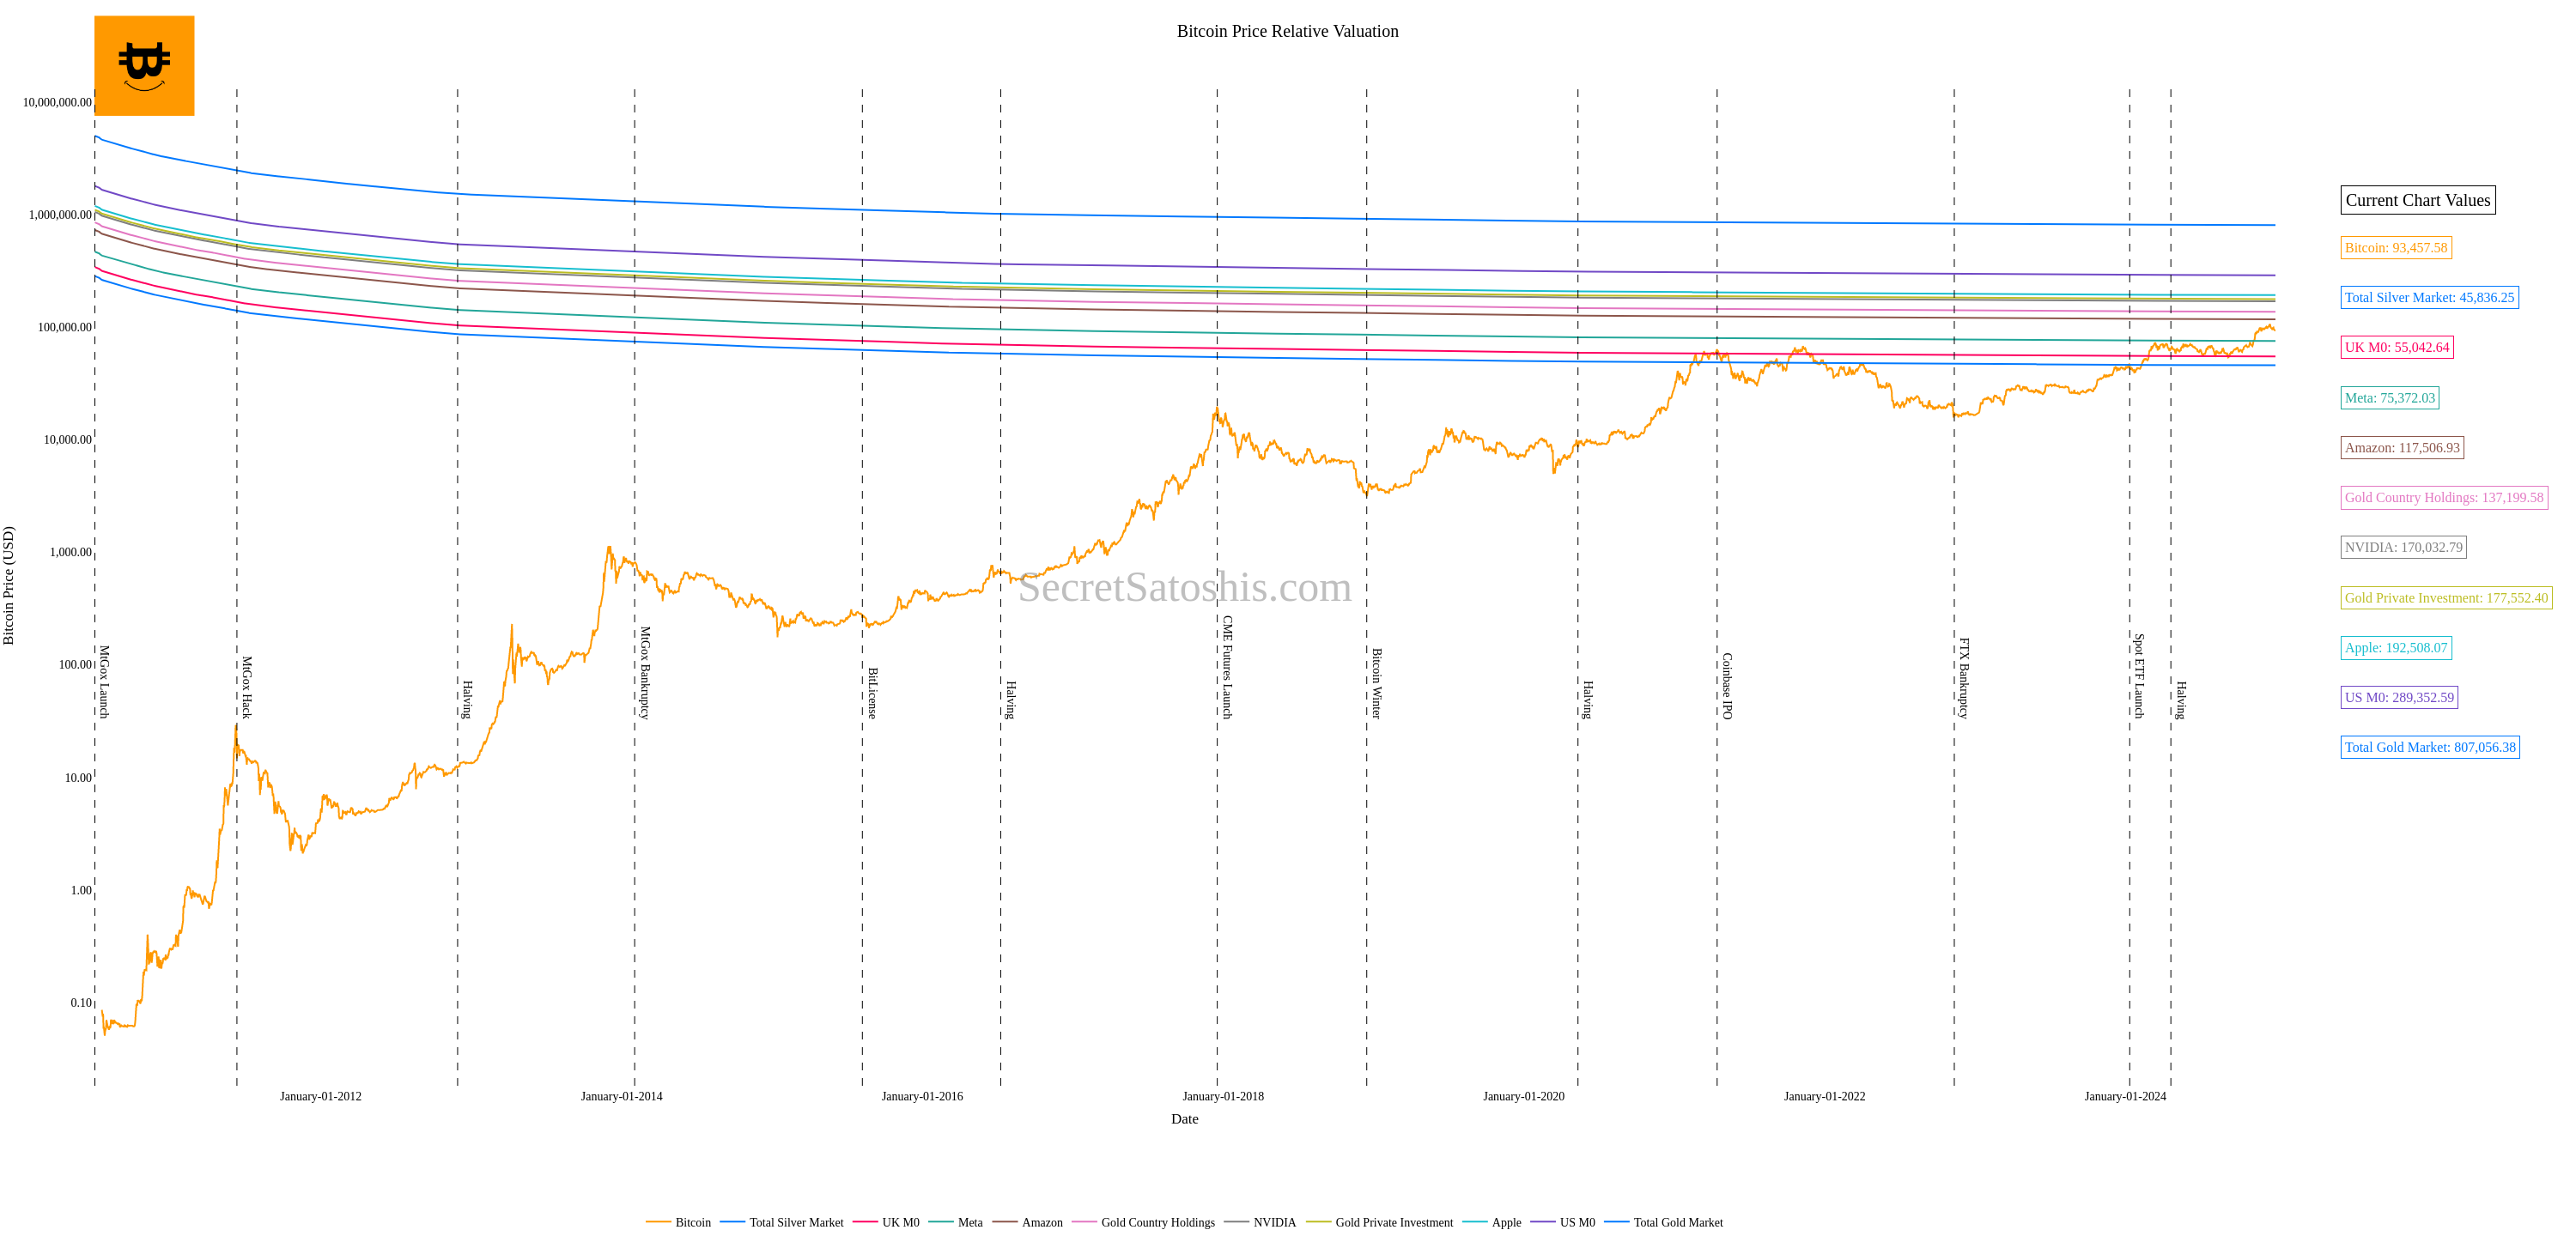 Bitcoin Price Relative Valuation
10,000,000.00
1,000,000.00
100,000.00
10,000.00
1,000.00
100.00
10.00
1.00
0.10
Bitcoin Price (USD)
SecretSatoshis.com
MtGox Launch
MtGox Hack
Halving
MtGox Bankruptcy
BitLicense
Halving
CME Futures Launch
Bitcoin Winter
Halving
Coinbase IPO
FTX Bankruptcy
Spot ETF Launch
Halving
January-01-2012
January-01-2014
January-01-2016
January-01-2018
January-01-2020
January-01-2022
January-01-2024
Date
Current Chart Values
Bitcoin: 93,457.58
Total Silver Market: 45,836.25
UK M0: 55,042.64
Meta: 75,372.03
Amazon: 117,506.93
Gold Country Holdings: 137,199.58
NVIDIA: 170,032.79
Gold Private Investment: 177,552.40
Apple: 192,508.07
US M0: 289,352.59
Total Gold Market: 807,056.38
Bitcoin
Total Silver Market
UK M0
Meta
Amazon
Gold Country Holdings
NVIDIA
Gold Private Investment
Apple
US M0
Total Gold Market